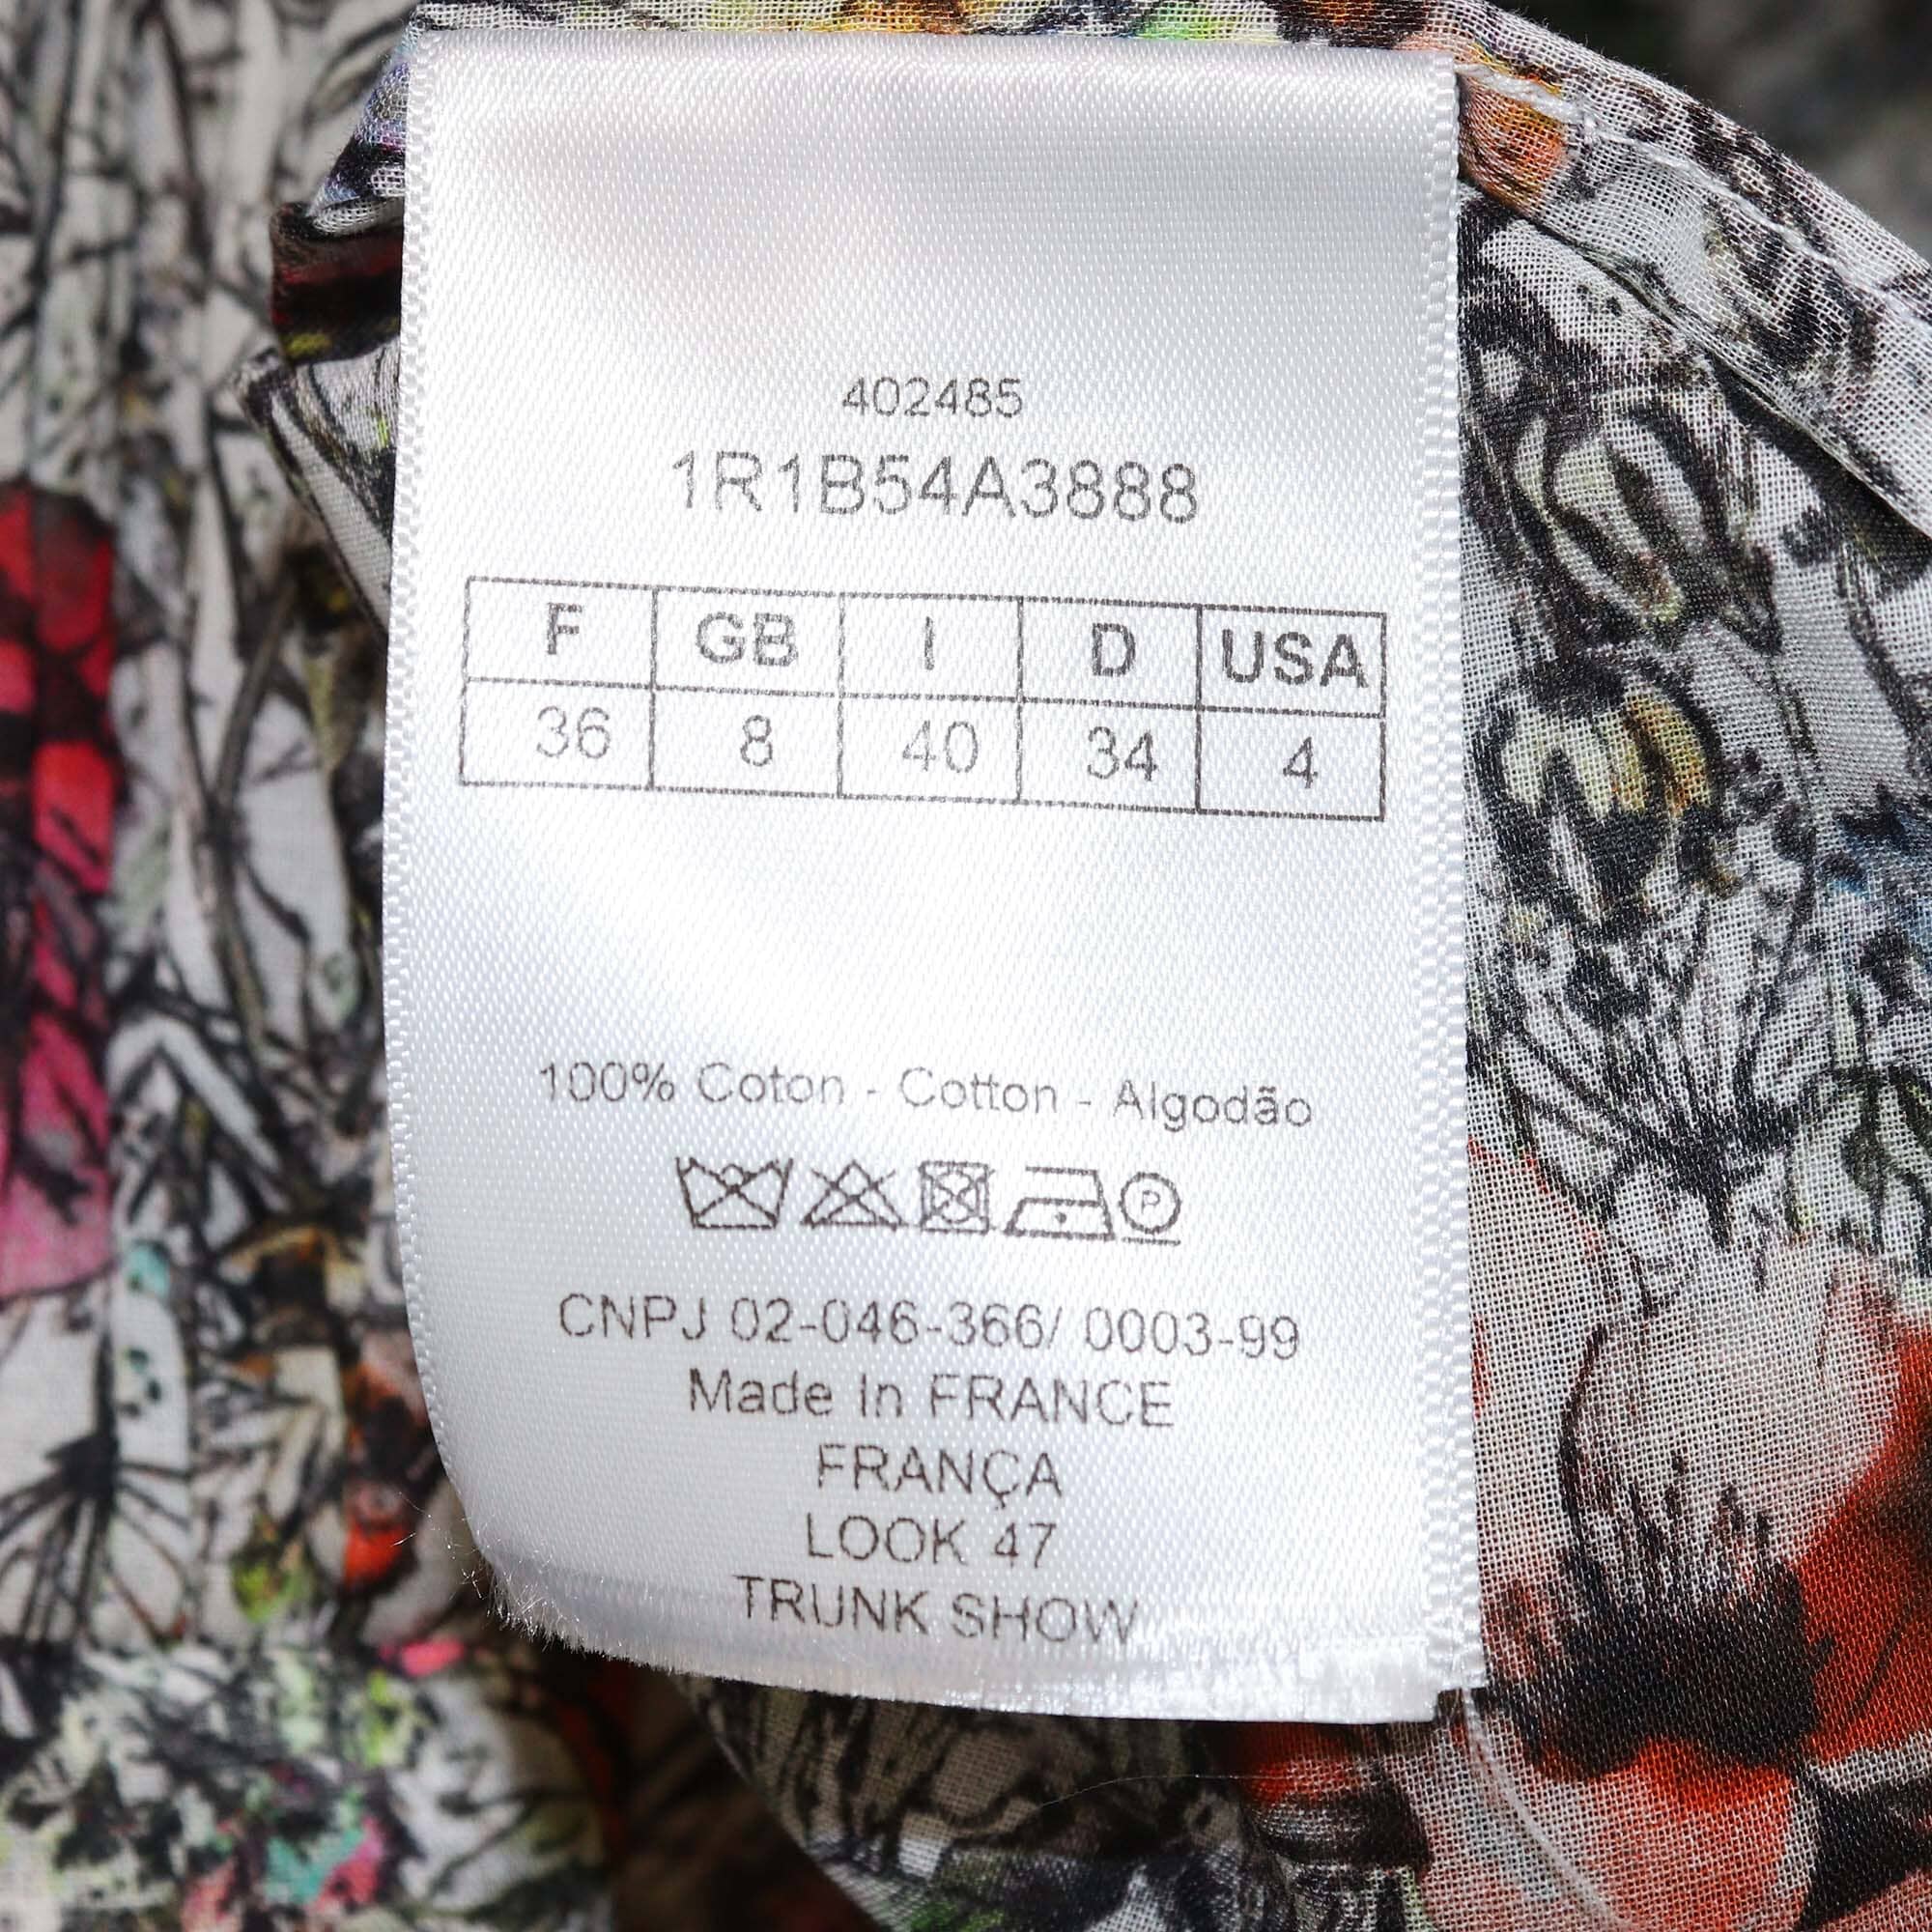 402485
1R1B54A3888
F GB I D USA
36 8 40 34 4
100% Coton - Cotton - Algodão
P
CNPJ 02-046-366/ 0003-99
Made In FRANCE
FRANÇA
LOOK 47
TRUNK SHOW